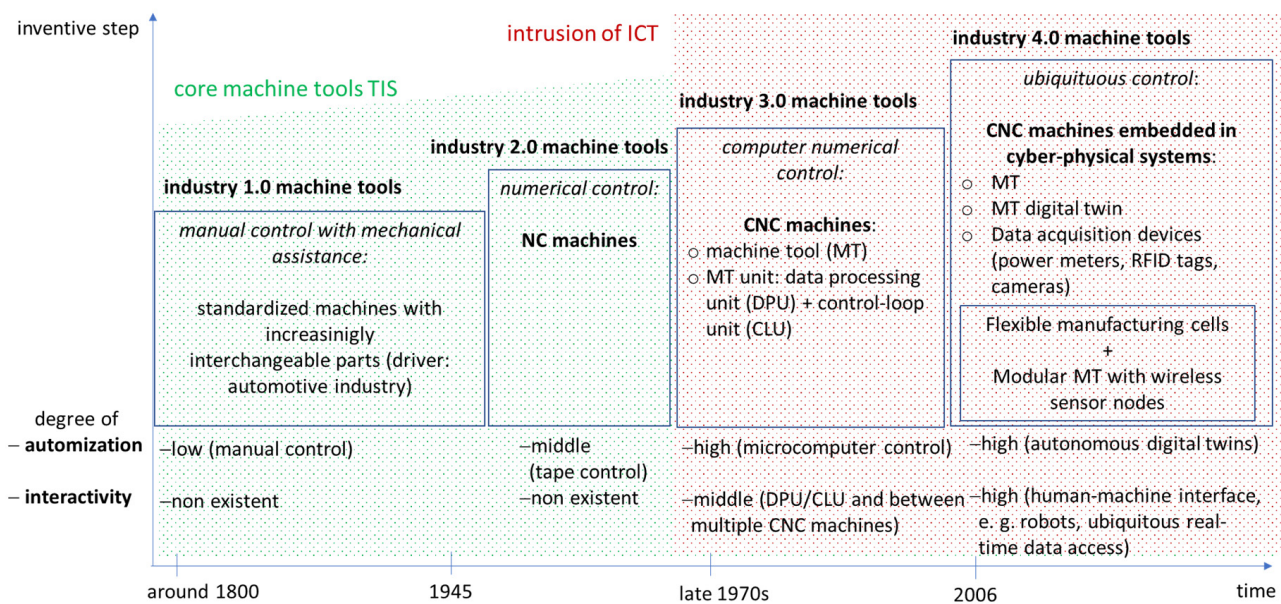 inventive step
core machine tools TIS
intrusion of ICT
industry 1.0 machine tools
manual control with mechanical
assistance:
standardized machines with
increasinigly
interchangeable parts (driver:
automotive industry)
industry 2.0 machine tools
numerical control:
NC machines
industry 3.0 machine tools
computer numerical
control:
CNC machines:
○ machine tool (MT)
○ MT unit: data processing
unit (DPU) + control-loop
unit (CLU)
industry 4.0 machine tools
ubiquituous control:
CNC machines embedded in
cyber-physical systems:
○ MT
○ MT digital twin
○ Data acquisition devices
(power meters, RFID tags,
cameras)
Flexible manufacturing cells
+
Modular MT with wireless
sensor nodes
degree of
– automization
–low (manual control)
–middle
(tape control)
–high (microcomputer control)
–high (autonomous digital twins)
– interactivity
–non existent
–non existent
–middle (DPU/CLU and between
multiple CNC machines)
–high (human-machine interface,
e. g. robots, ubiquitous real-
time data access)
around 1800
1945
late 1970s
2006
time